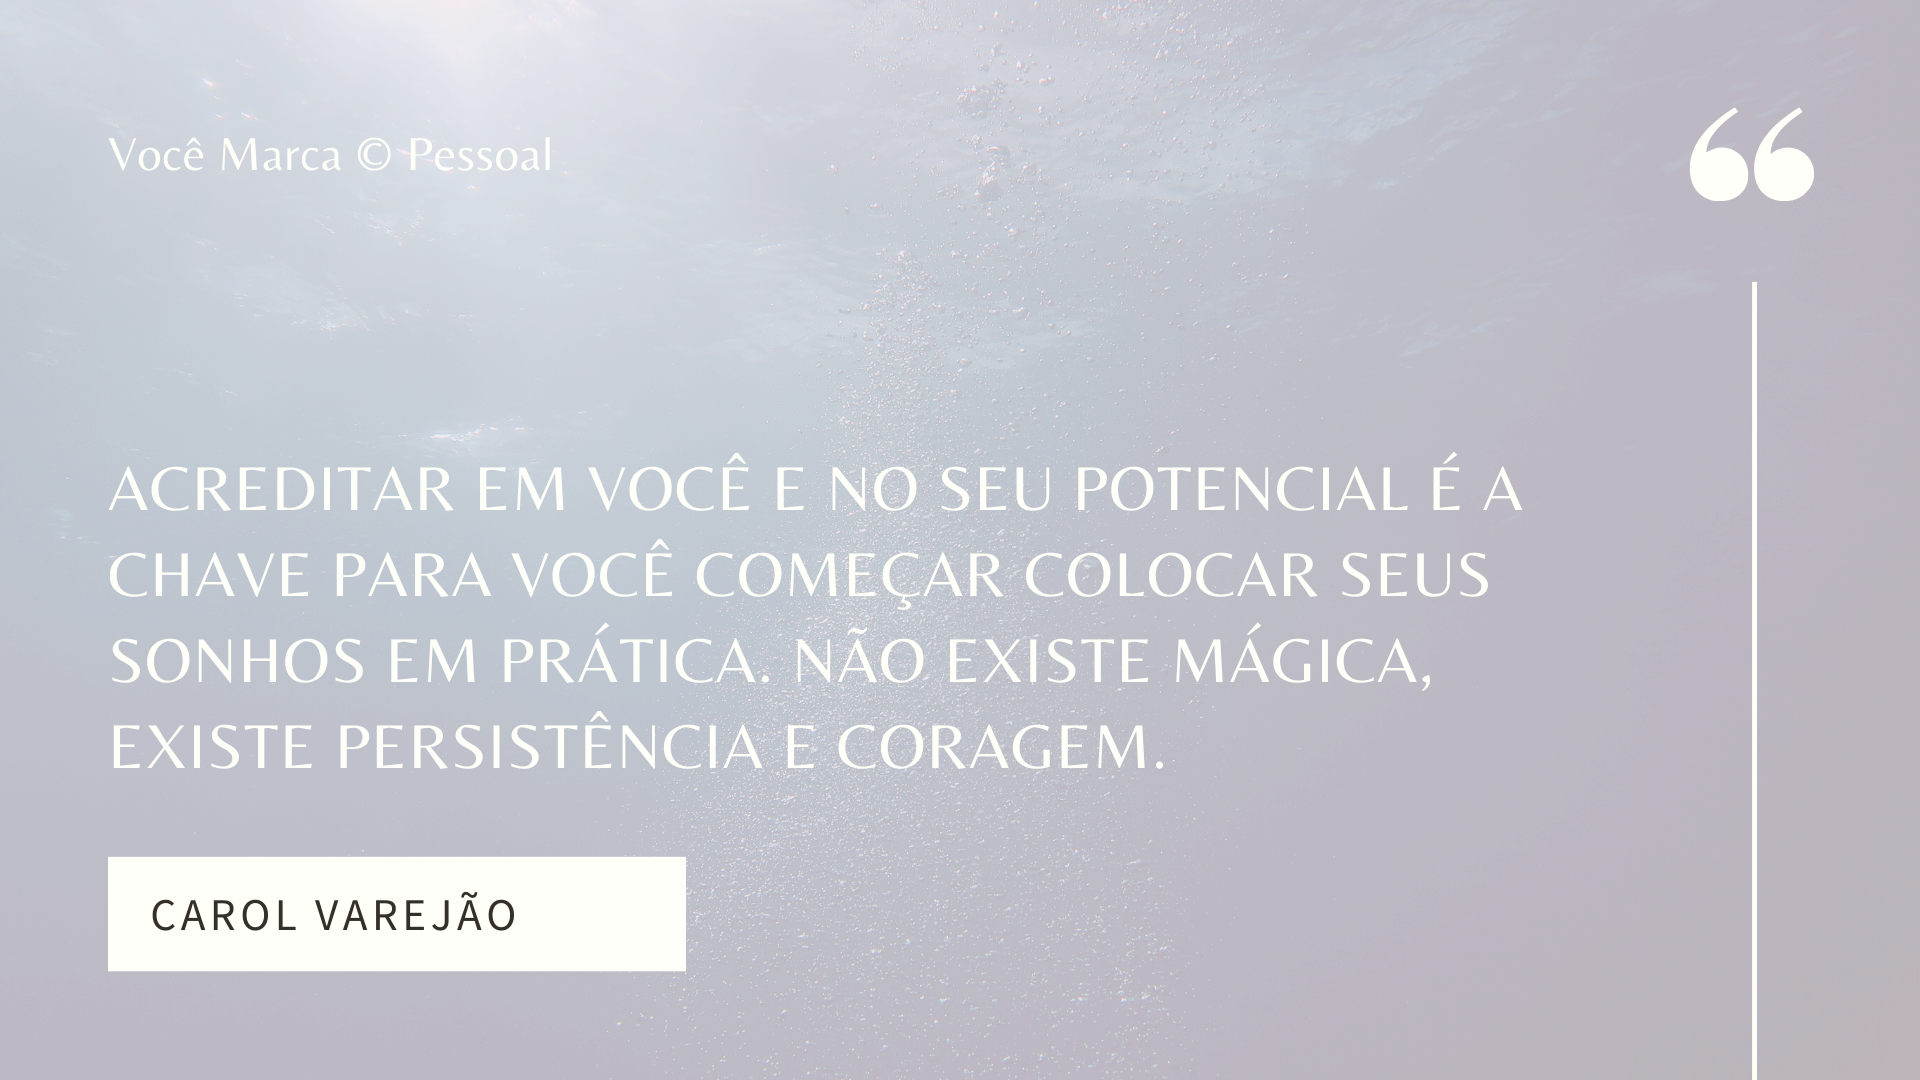 Você Marca © Pessoal
“
ACREDITAR EM VOCÊ E NO SEU POTENCIAL É A
CHAVE PARA VOCÊ COMEÇAR COLOCAR SEUS
SONHOS EM PRÁTICA. NÃO EXISTE MÁGICA,
EXISTE PERSISTÊNCIA E CORAGEM.
CAROL VAREJÃO